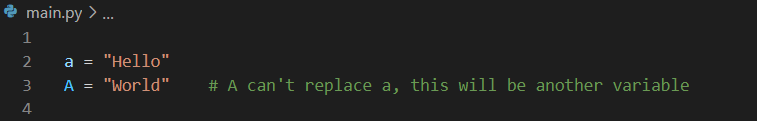 main.py > ...
1
2 a = "Hello"
3 A = "World" # A can't replace a, this will be another variable
4